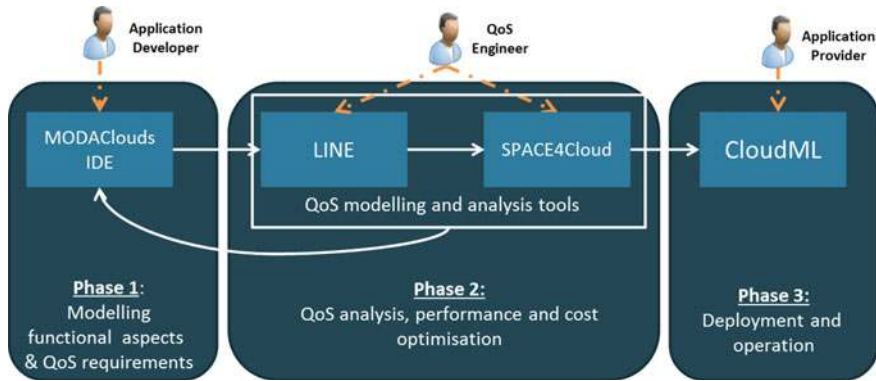 Application
Developer
QoS
Engineer
Application
Provider
MODAClouds
IDE
LINE
SPACE4Cloud
CloudML
QoS modelling and analysis tools
Phase 1:
Modelling
functional aspects
& QoS requirements
Phase 2:
QoS analysis, performance and cost
optimisation
Phase 3:
Deployment and
operation